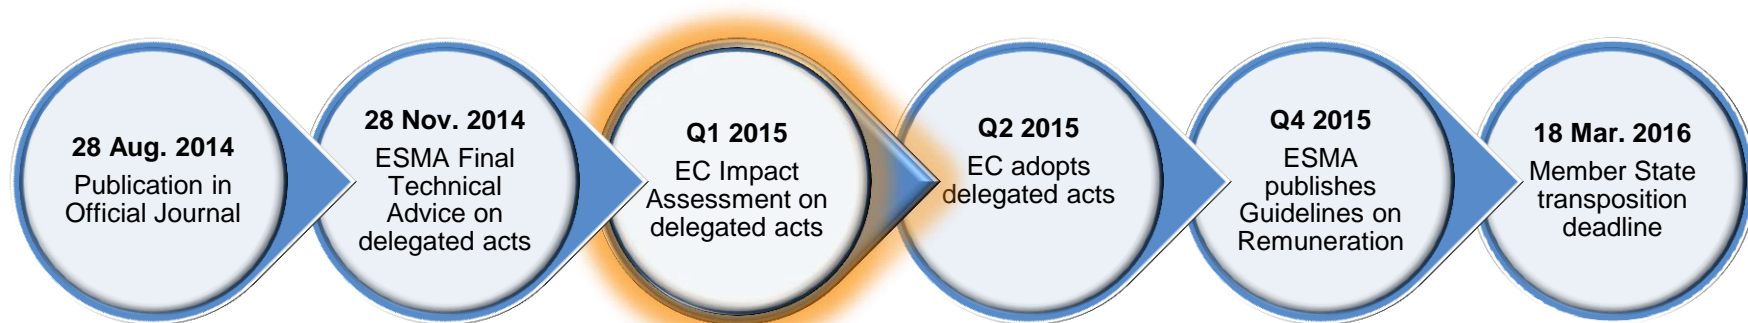 28 Aug. 2014
Publication in
Official Journal
28 Nov. 2014
ESMA Final
Technical
Advice on
delegated acts
Q1 2015
EC Impact
Assessment on
delegated acts
Q2 2015
EC adopts
delegated acts
Q4 2015
ESMA
publishes
Guidelines on
Remuneration
18 Mar. 2016
Member State
transposition
deadline